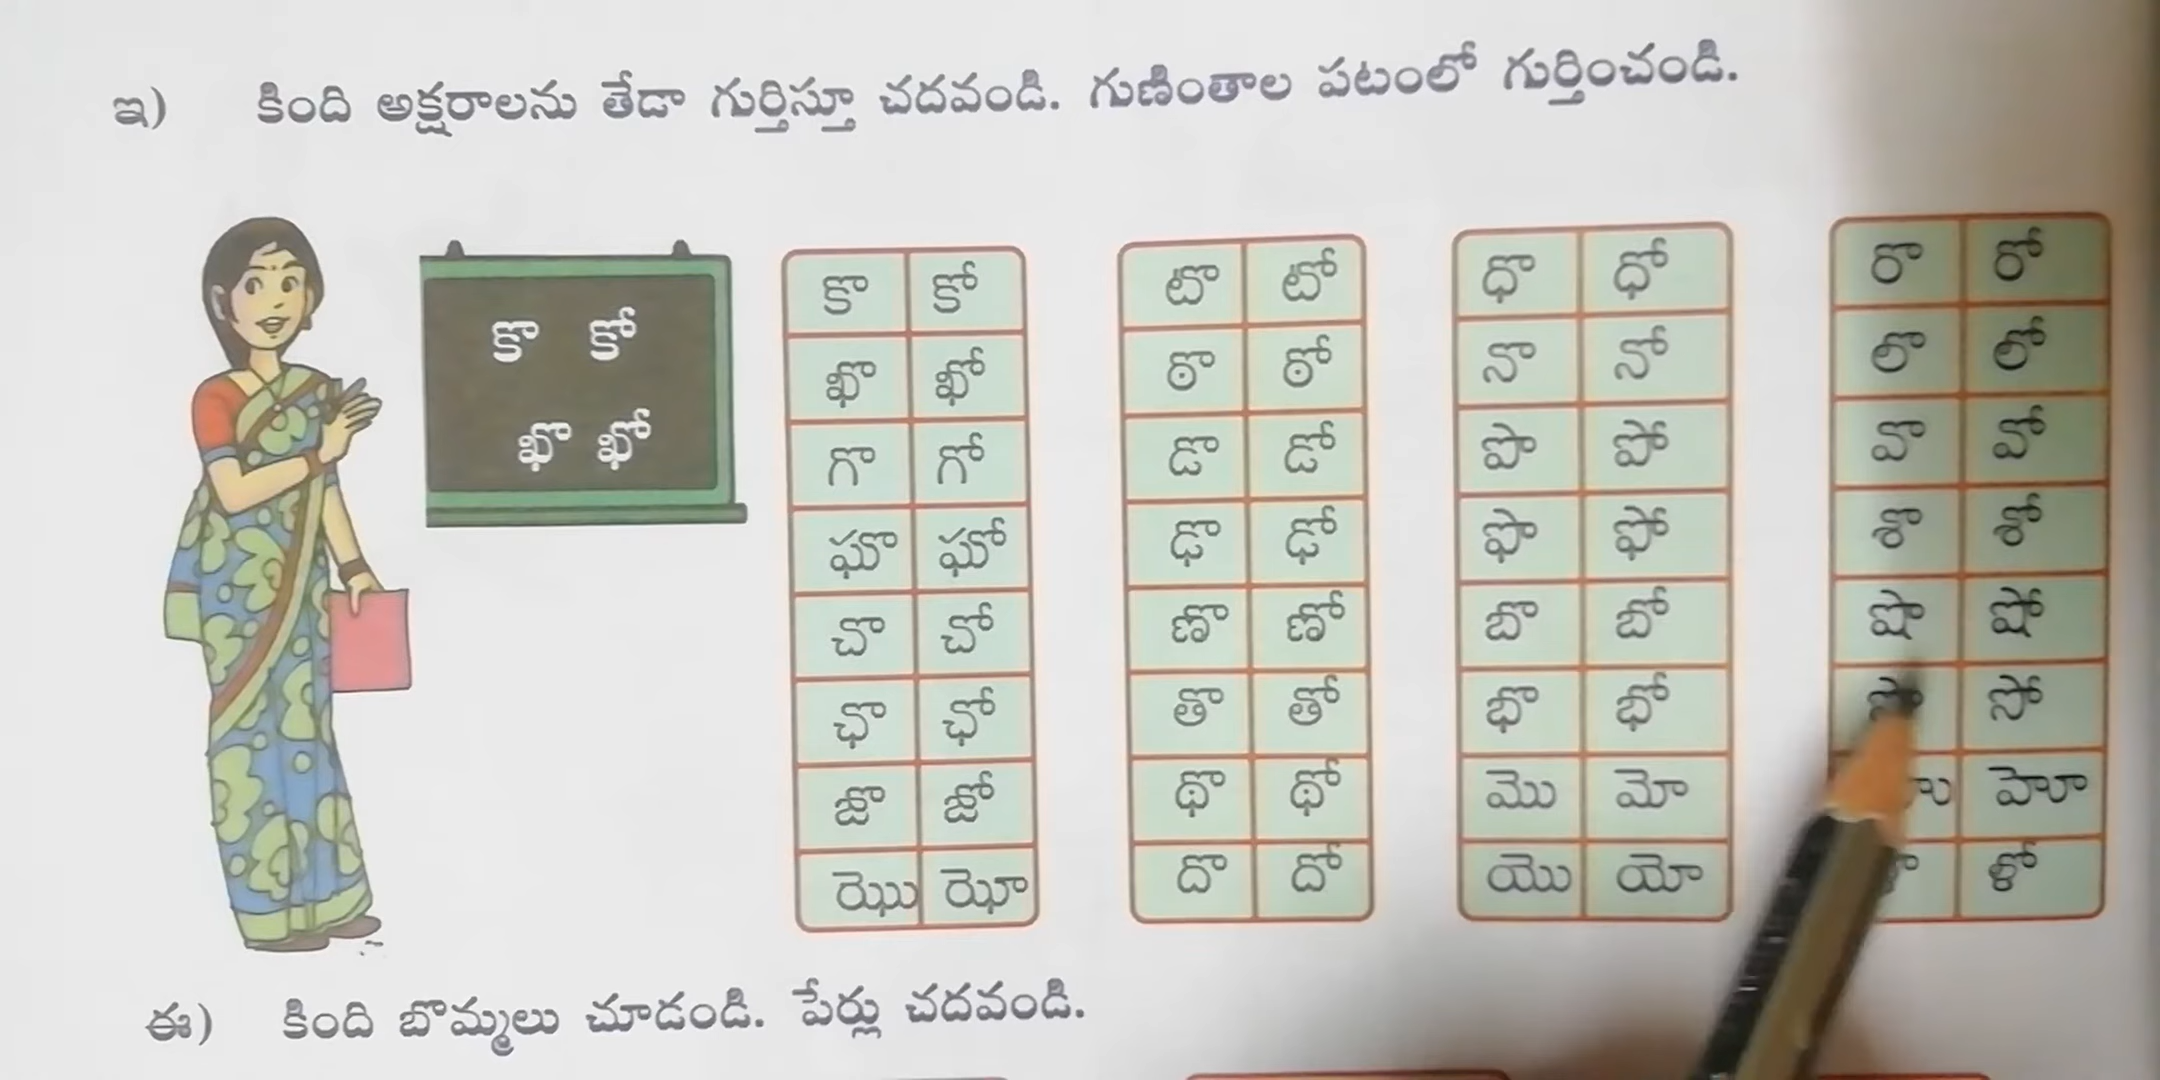 ఇ) కింది అక్షరాలను తేడా గుర్తిస్తూ చదవండి. గుణింతాల పటంలో గుర్తించండి.
కొ కో
ఖొ ఖో
కొ కో
ఖొ ఖో
గొ గో
ఘొ ఘో
చొ చో
ఛొ ఛో
జొ జో
ఝొ ఝో
టొ టో
ఠొ ఠో
డొ డో
ఢొ ఢో
ణొ ణో
తొ తో
థొ థో
దొ దో
ధొ ధో
నొ నో
పొ పో
ఫొ ఫో
బొ బో
భొ భో
మొ మో
యొ యో
రొ రో
లొ లో
వొ వో
శొ శో
షొ షో
సో
హో
ళో
ఈ) కింది బొమ్మలు చూడండి. పేర్లు చదవండి.